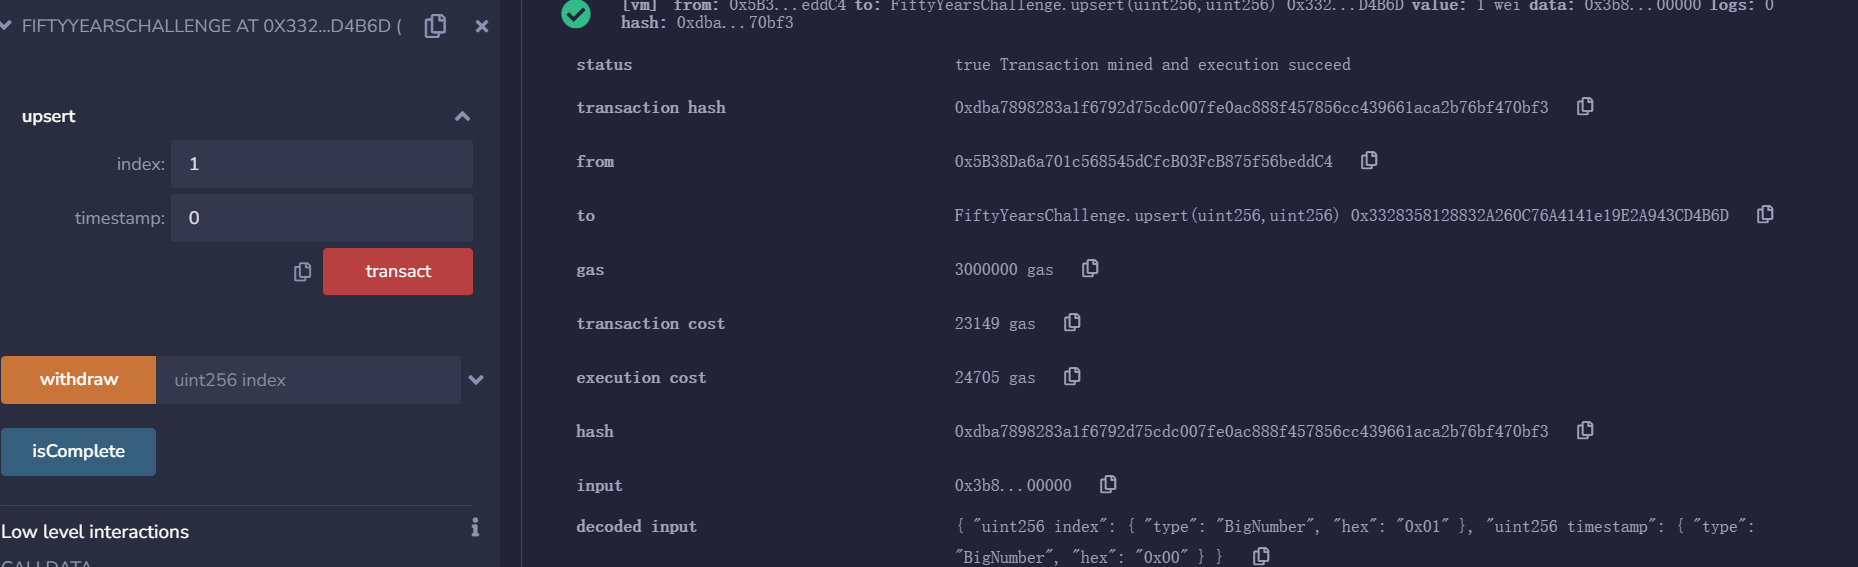 FIFTYYEARSCHALLENGE AT 0X332...D4B6D (
upsert
index: 1
timestamp: 0
transact
withdraw uint256 index
isComplete
Low level interactions
CALLDATA
[vm] from: 0x5B3...eddC4 to: FiftyYearsChallenge.upsert(uint256,uint256) 0x332...D4B6D value: 1 wei data: 0x3b8...00000 logs: 0
hash: 0xdba...70bf3
status true Transaction mined and execution succeed
transaction hash 0xdba7898283a1f6792d75cdc007fe0ac888f457856cc439661aca2b76bf470bf3
from 0x5B38Da6a701c568545dCfcB03FcB875f56beddC4
to FiftyYearsChallenge.upsert(uint256,uint256) 0x3328358128832A260C76A4141e19E2A943CD4B6D
gas 3000000 gas
transaction cost 23149 gas
execution cost 24705 gas
hash 0xdba7898283a1f6792d75cdc007fe0ac888f457856cc439661aca2b76bf470bf3
input 0x3b8...00000
decoded input { "uint256 index": { "type": "BigNumber", "hex": "0x01" }, "uint256 timestamp": { "type":
"BigNumber", "hex": "0x00" } }